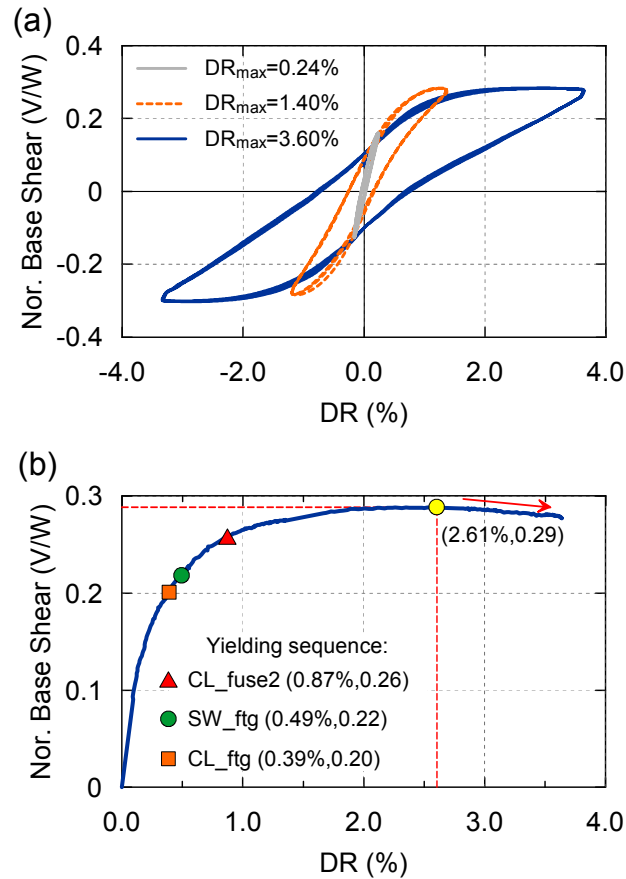 (a)
0.4
DRmax=0.24%
DRmax=1.40%
DRmax=3.60%
0.2
0
-0.2
-0.4
Nor. Base Shear (V/W)
-4.0 -2.0 0.0 2.0 4.0
DR (%)
(b)
0.3
(2.61%,0.29)
0.2
Yielding sequence:
CL_fuse2 (0.87%,0.26)
0.1
SW_ftg (0.49%,0.22)
CL_ftg (0.39%,0.20)
0
Nor. Base Shear (V/W)
0.0 1.0 2.0 3.0 4.0
DR (%)